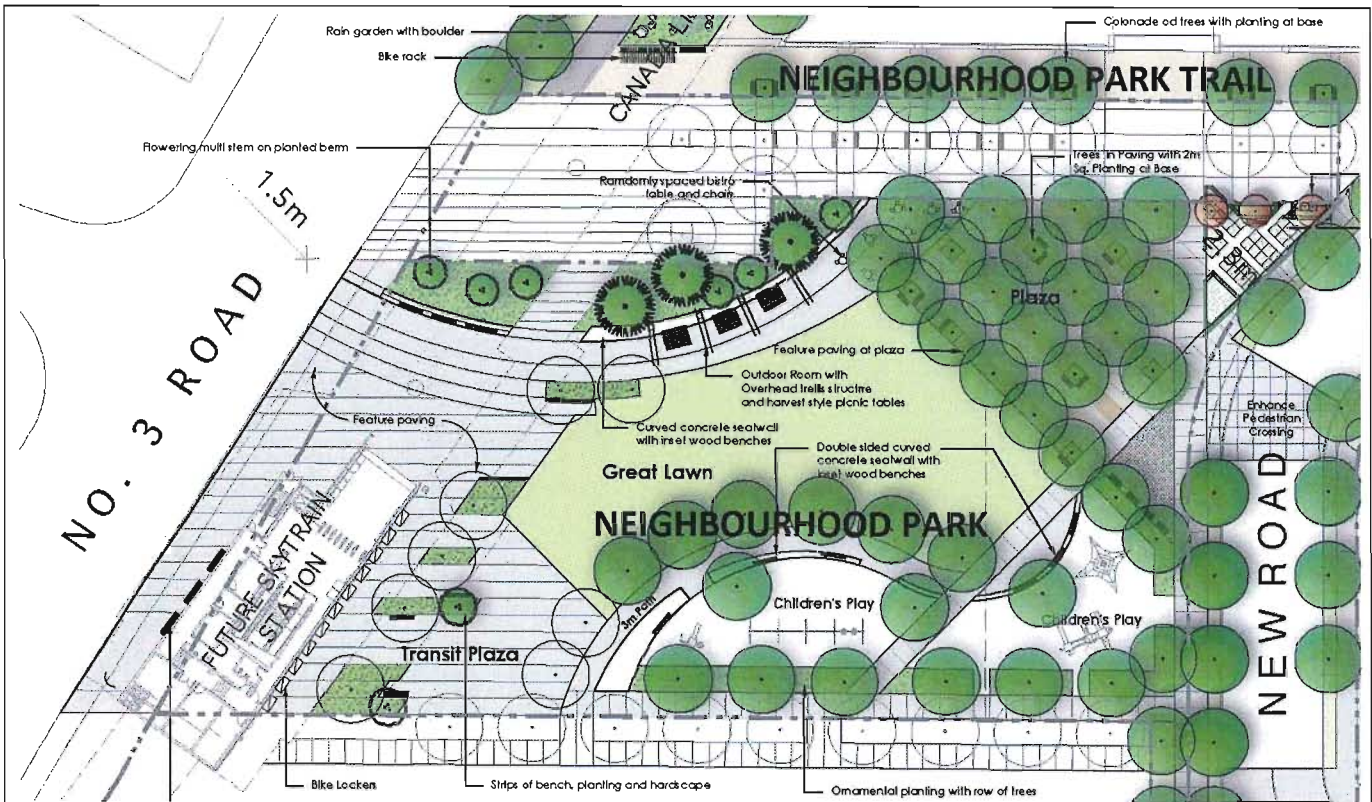 Rain garden with boulder
Bike rack
Colonade od trees with planting at base
NEIGHBOURHOOD PARK TRAIL
Flowering multi stem on planted berm
1.5m
Ramdomly spaced bistro
table and chair
Trees in Paving with 2m
Sq. Planting at Base
NO. 3 ROAD
Plaza
Feature paving at plaza
Outdoor Room with
Overhead trellis structrre
and harvest style picnic tables
Feature paving
Curved concrete seatwall
with inset wood benches
Enhance
Pedestrian
Crossing
Double sided curved
concrete seatwall with
inset wood benches
Great Lawn
NEIGHBOURHOOD PARK
FUTURE SKYTRAIN
STATION
3m Path
Children's Play
Children's Play
Transit Plaza
NEW ROAD
Bike Lockers
Strips of bench, planting and hardscape
Ornamental planting with row of trees